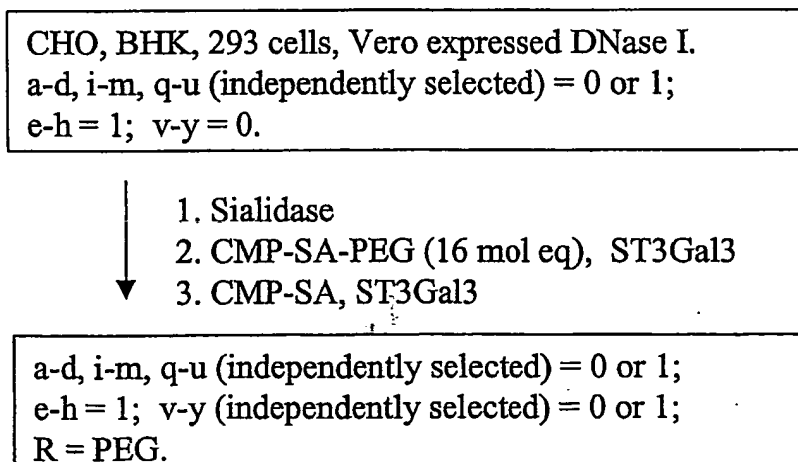 CHO, BHK, 293 cells, Vero expressed DNase I.
a-d, i-m, q-u (independently selected) = 0 or 1;
e-h = 1; v-y = 0.
1. Sialidase
2. CMP-SA-PEG (16 mol eq), ST3Gal3
3. CMP-SA, ST3Gal3
a-d, i-m, q-u (independently selected) = 0 or 1;
e-h = 1; v-y (independently selected) = 0 or 1;
R = PEG.